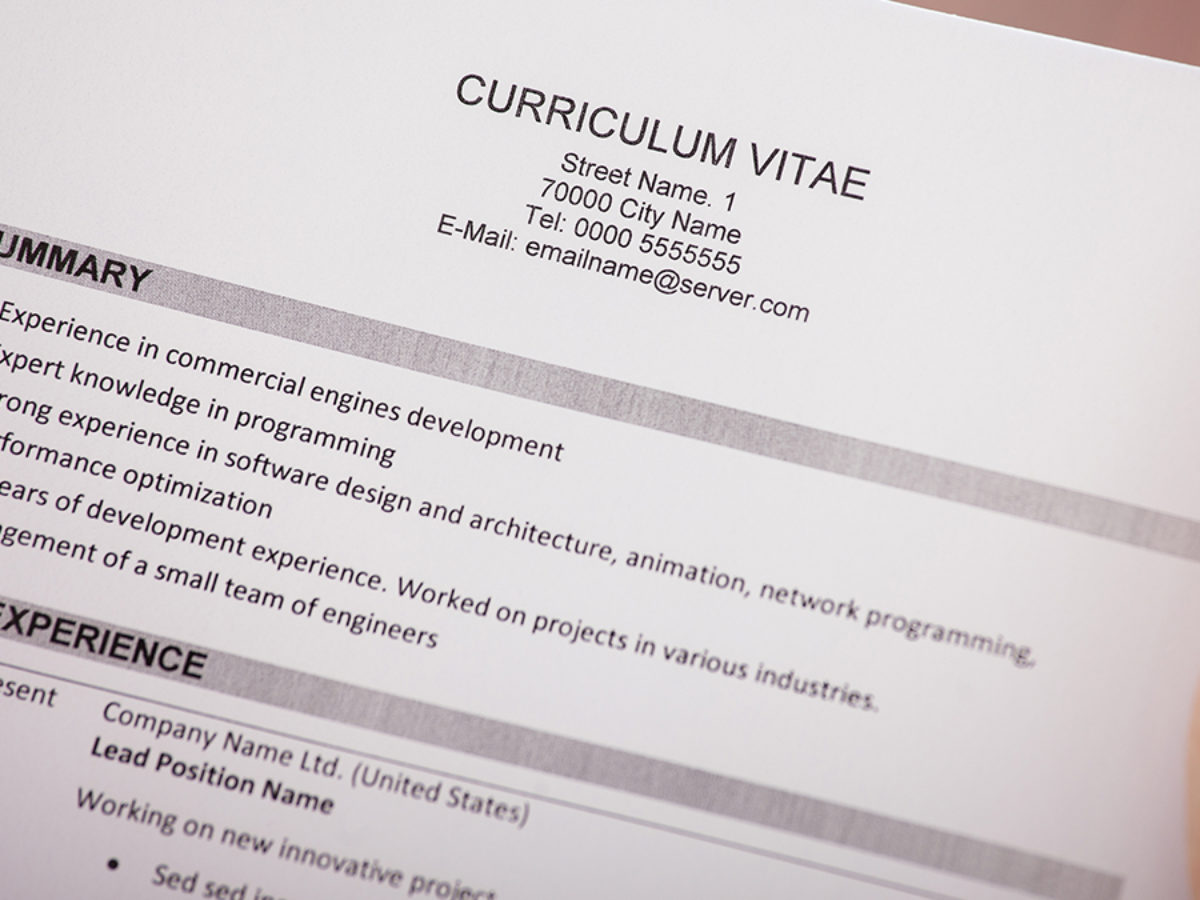 CURRICULUM VITAE
Street Name. 1
70000 City Name
Tel: 0000 5555555
E-Mail: emailname@server.com
UMMARY
Experience in commercial engines development
xpert knowledge in programming
rong experience in software design and architecture, animation, network programming,
formance optimization
ears of development experience. Worked on projects in various industries.
gement of a small team of engineers
EXPERIENCE
esent
Company Name Ltd. (United States)
Lead Position Name
Working on new innovative project
• Sed sed